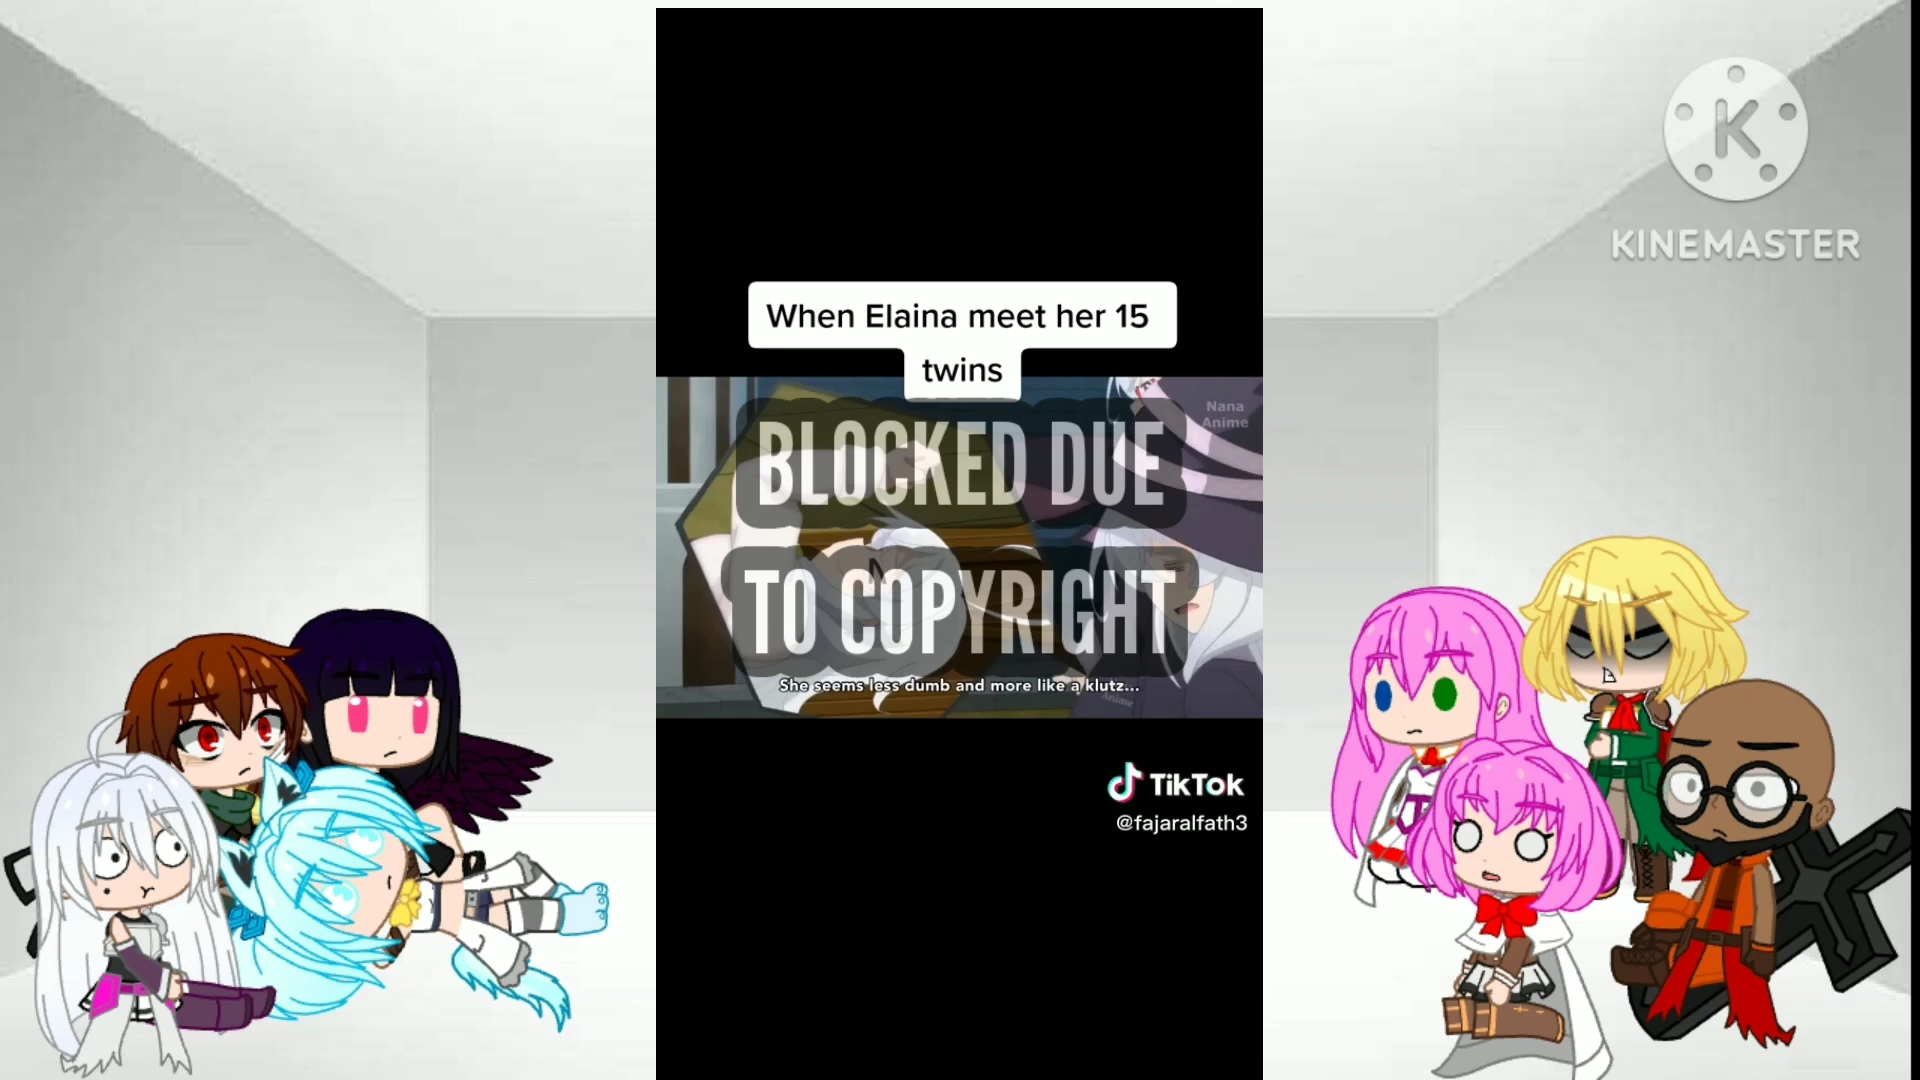 K
KINEMASTER
When Elaina meet her 15
twins
Nana
Anime
BLOCKED DUE
TO COPYRIGHT
She seems less dumb and more like a klutz...
Anime
TikTok
@fajaralfath3